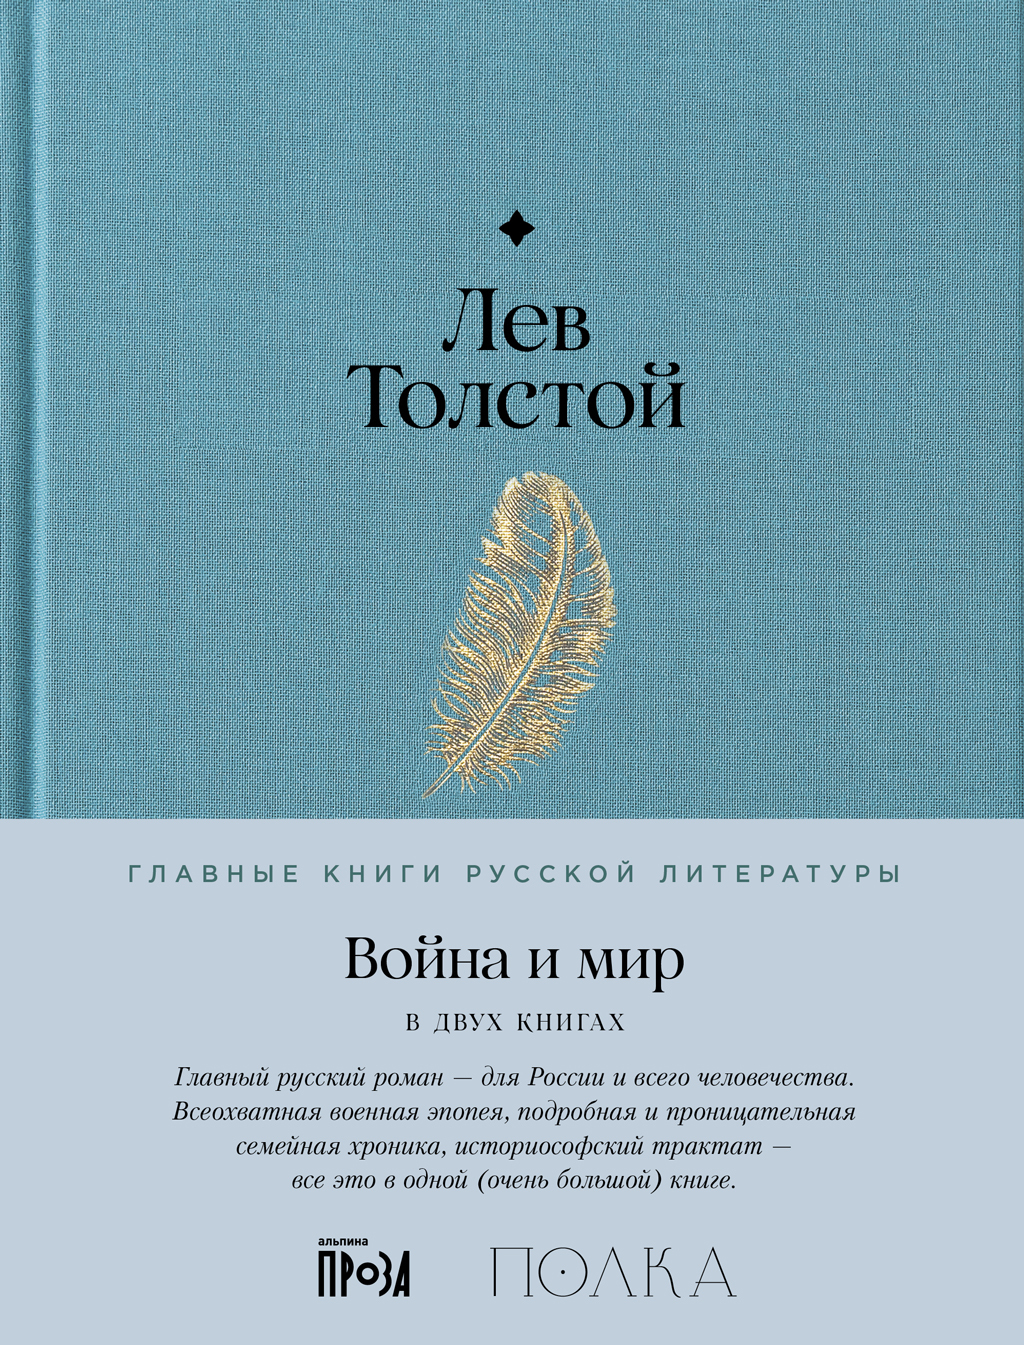 Лев
Толстой
ГЛАВНЫЕ КНИГИ РУССКОЙ ЛИТЕРАТУРЫ
Война и мир
В ДВУХ КНИГАХ
Главный русский роман — для России и всего человечества.
Всеохватная военная эпопея, подробная и проницательная
семейная хроника, историософский трактат —
все это в одной (очень большой) книге.
альпина
ПРОЗА
ПОЛКА